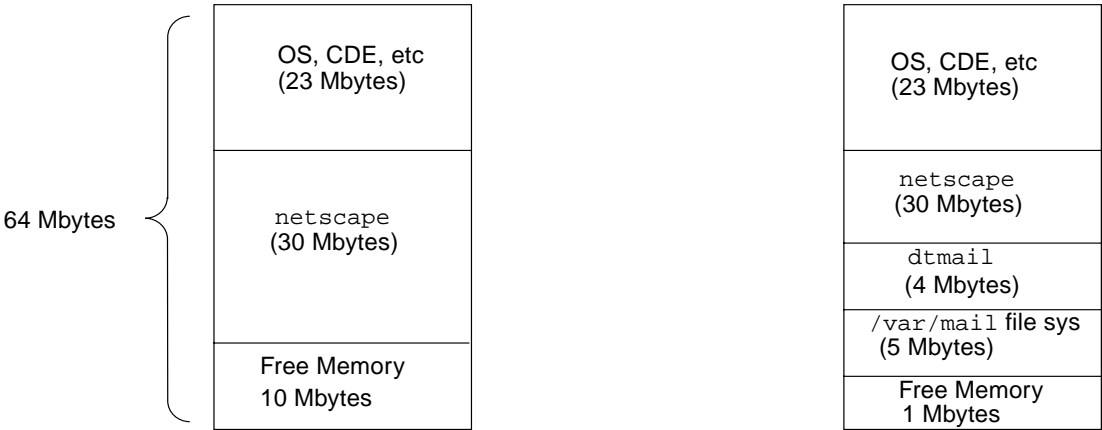 64 Mbytes
OS, CDE, etc
(23 Mbytes)
netscape
(30 Mbytes)
Free Memory
10 Mbytes
OS, CDE, etc
(23 Mbytes)
netscape
(30 Mbytes)
dtmail
(4 Mbytes)
/var/mail file sys
(5 Mbytes)
Free Memory
1 Mbytes